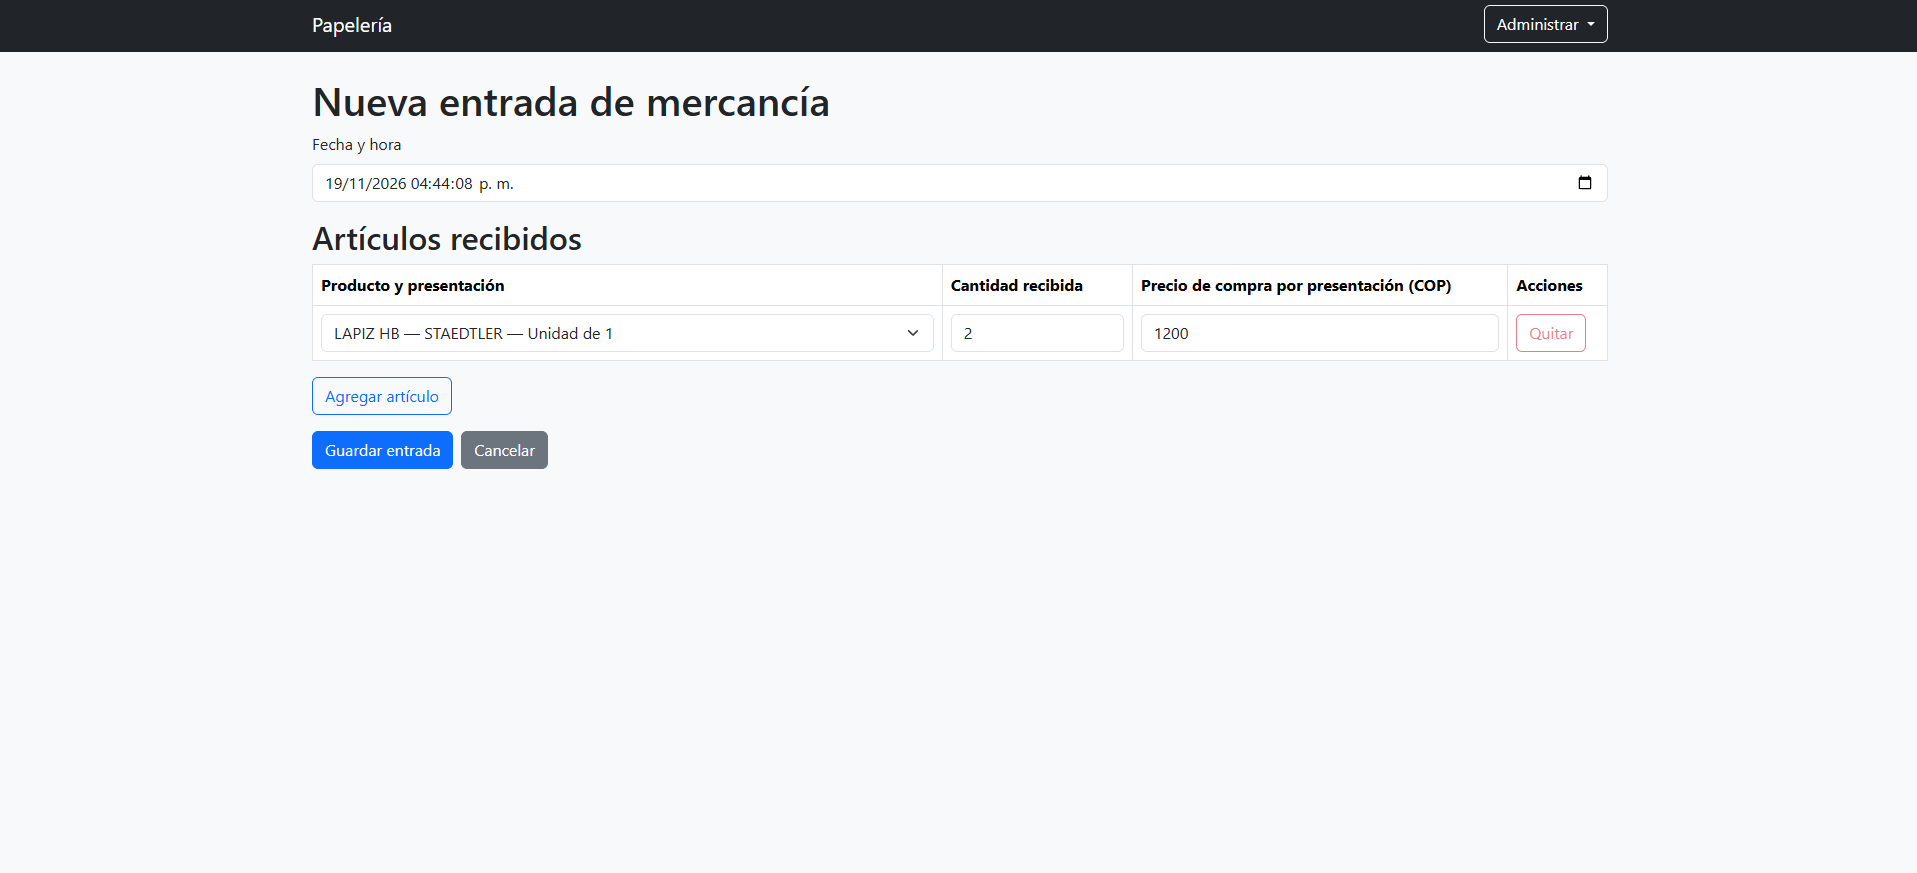 Papelería Administrar
Nueva entrada de mercancía
Fecha y hora
19/11/2026 04:44:08 p. m.
Artículos recibidos
Producto y presentación Cantidad recibida Precio de compra por presentación (COP) Acciones
LAPIZ HB — STAEDTLER — Unidad de 1 2 1200 Quitar
Agregar artículo
Guardar entrada Cancelar